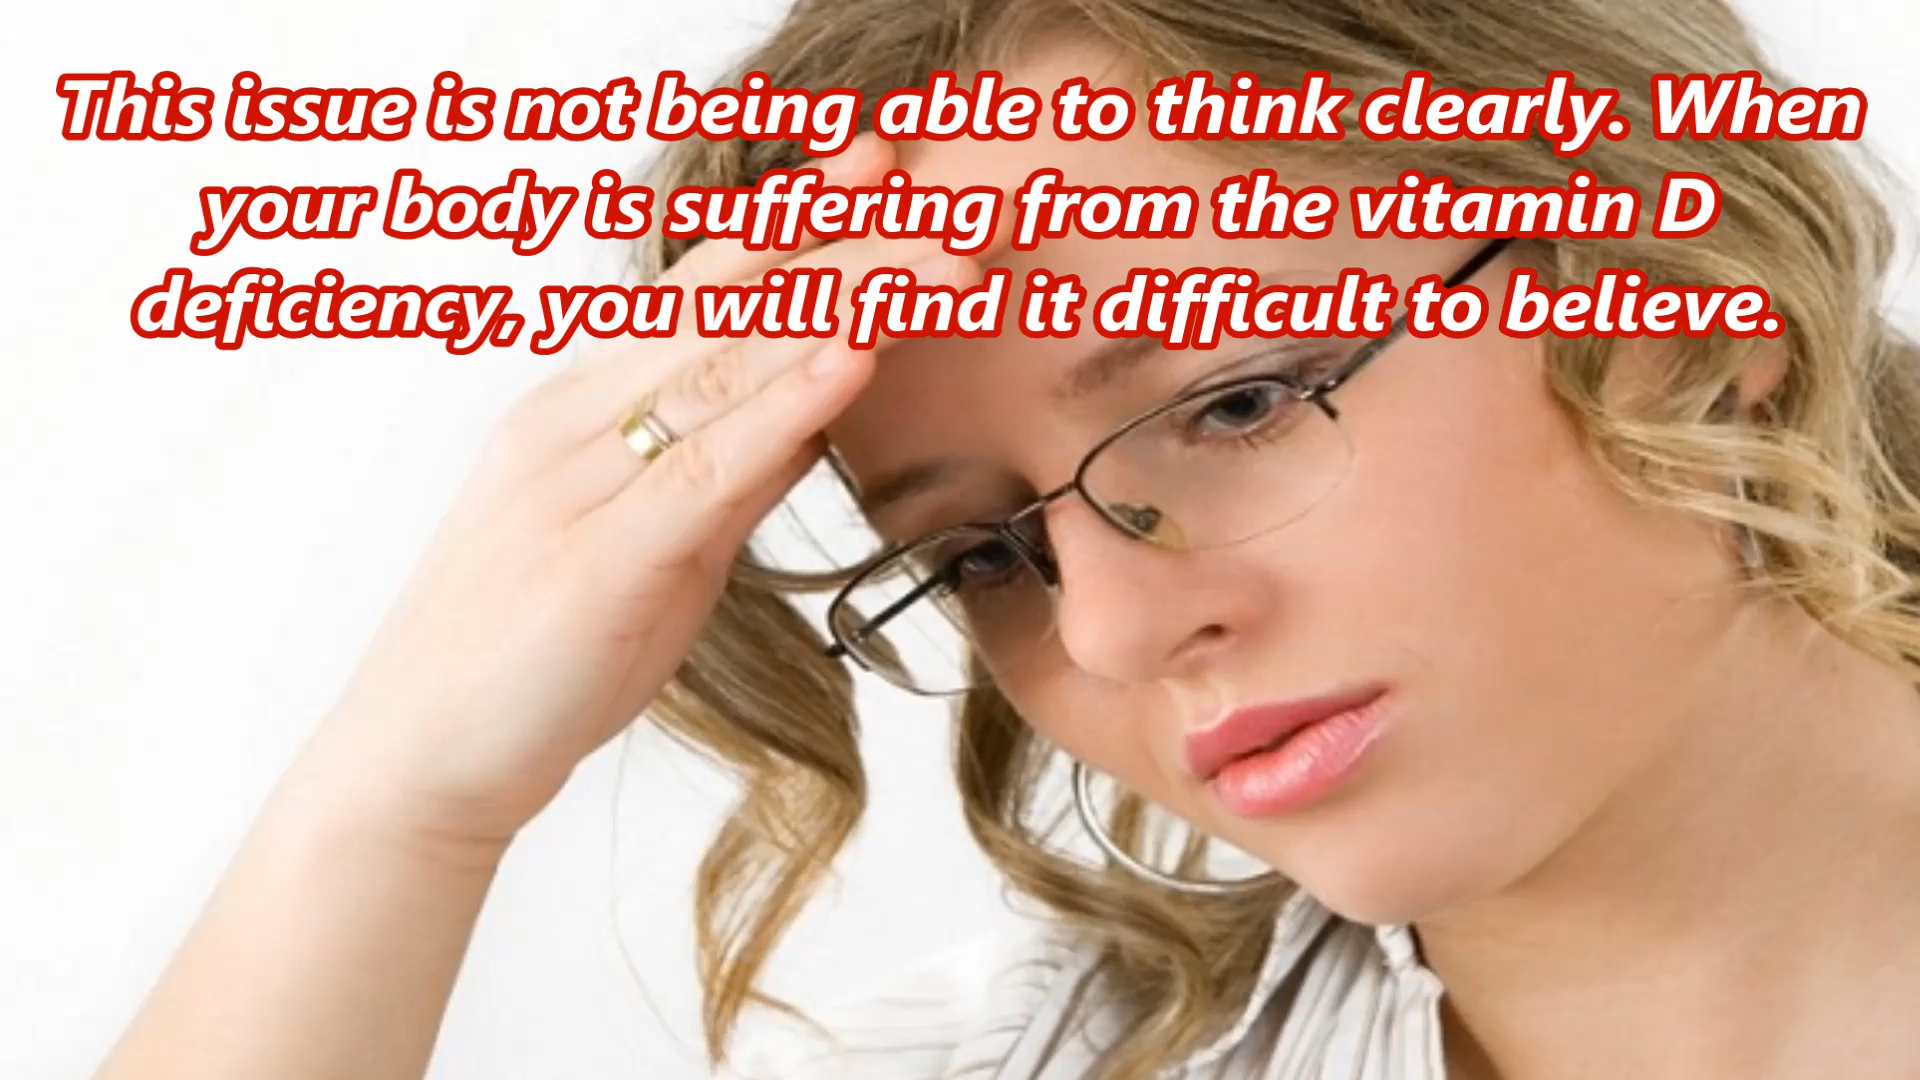 This issue is not being able to think clearly. When
your body is suffering from the vitamin D
deficiency, you will find it difficult to believe.